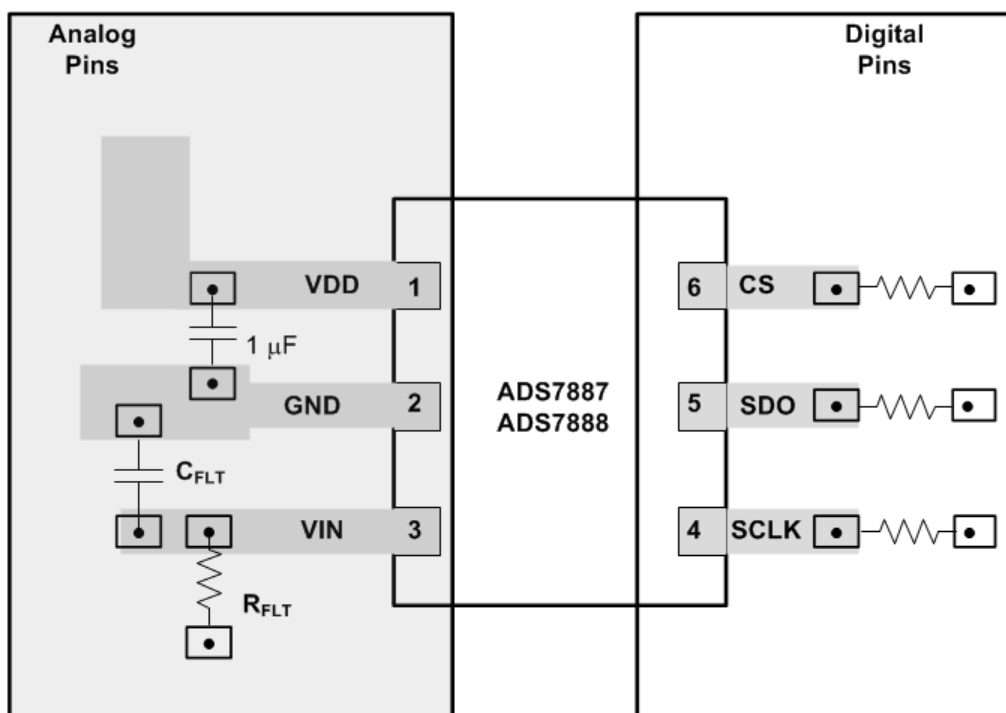 Analog
Pins
Digital
Pins
VDD
1
6
CS
1 μF
GND
2
ADS7887
ADS7888
5
SDO
C_FLT
VIN
3
4
SCLK
R_FLT